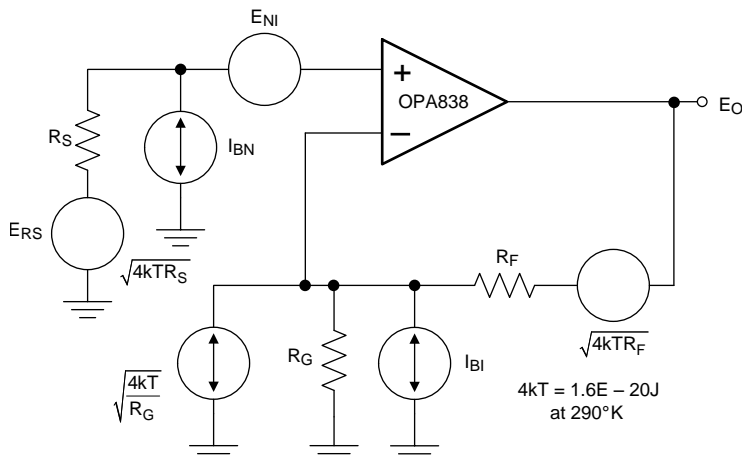 E_NI
+
OPA838
−
E_O
R_S
I_BN
E_RS
√4kTR_S
R_F
√4kTR_F
√4kT/R_G
R_G
I_BI
4kT = 1.6E – 20J
at 290°K